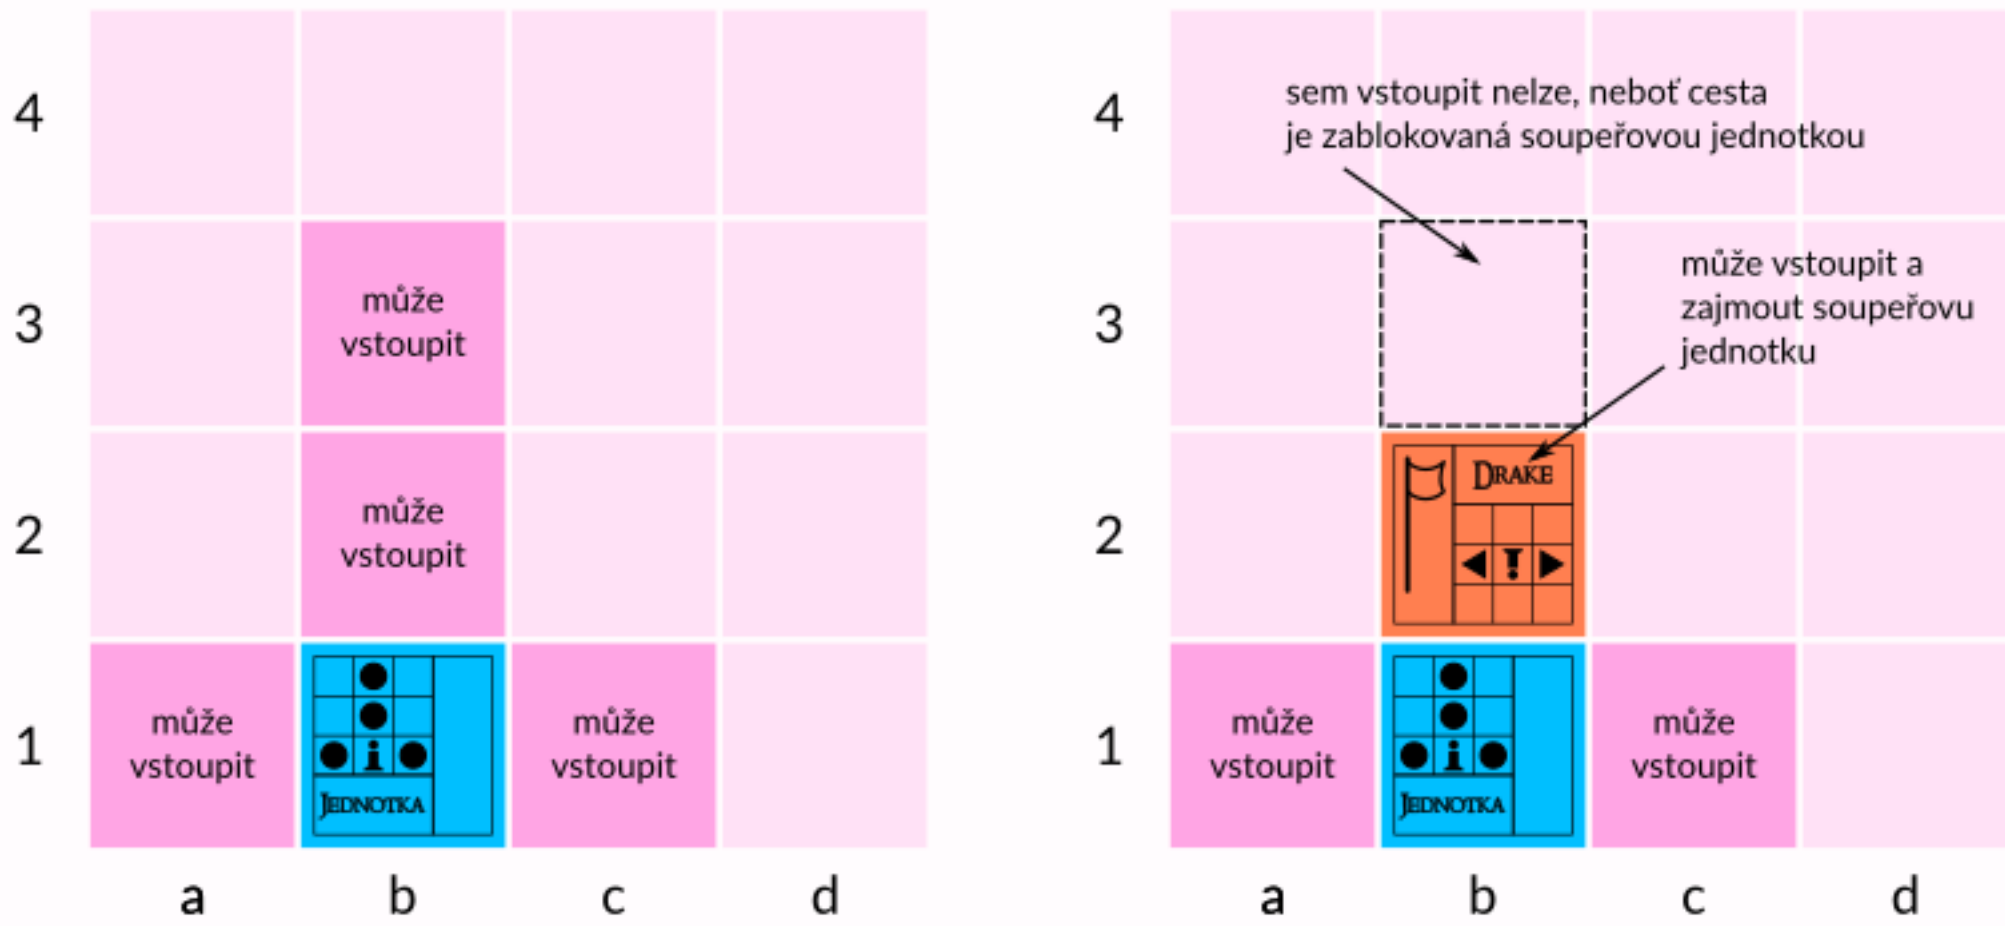 4
3
2
1
může
vstoupit
může
vstoupit
může
vstoupit
i
JEDNOTKA
může
vstoupit
a b c d
4
3
2
1
sem vstoupit nelze, neboť cesta
je zablokovaná soupeřovou jednotkou
může vstoupit a
zajmout soupeřovu
jednotku
DRAKE
!
může
vstoupit
i
JEDNOTKA
může
vstoupit
a b c d